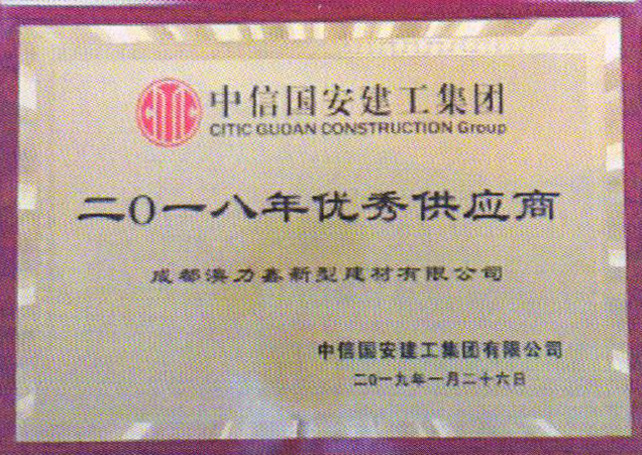 CITIC
中信国安建工集团
CITIC GUOAN CONSTRUCTION Group
二0一八年优秀供应商
成都澳力鑫新型建材有限公司
中信国安建工集团有限公司
二0一九年一月二十六日